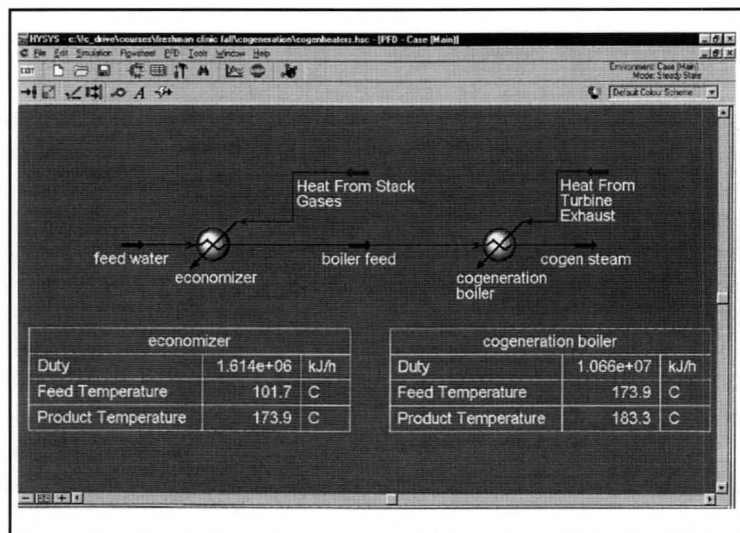 HYSYS - c:\lc_drive\courses\freshman clinic fall\cogeneration\cogenheaters.hsc - [PFD - Case (Main)]
File Edit Simulation Flowsheet PFD Tools Window Help
Environment: Case (Main)
Mode: Steady State
A
Default Colour Scheme
Heat From Stack
Gases
Heat From
Turbine
Exhaust
feed water
economizer
boiler feed
cogeneration
boiler
cogen steam
economizer
Duty 1.614e+06 kJ/h
Feed Temperature 101.7 C
Product Temperature 173.9 C
cogeneration boiler
Duty 1.066e+07 kJ/h
Feed Temperature 173.9 C
Product Temperature 183.3 C